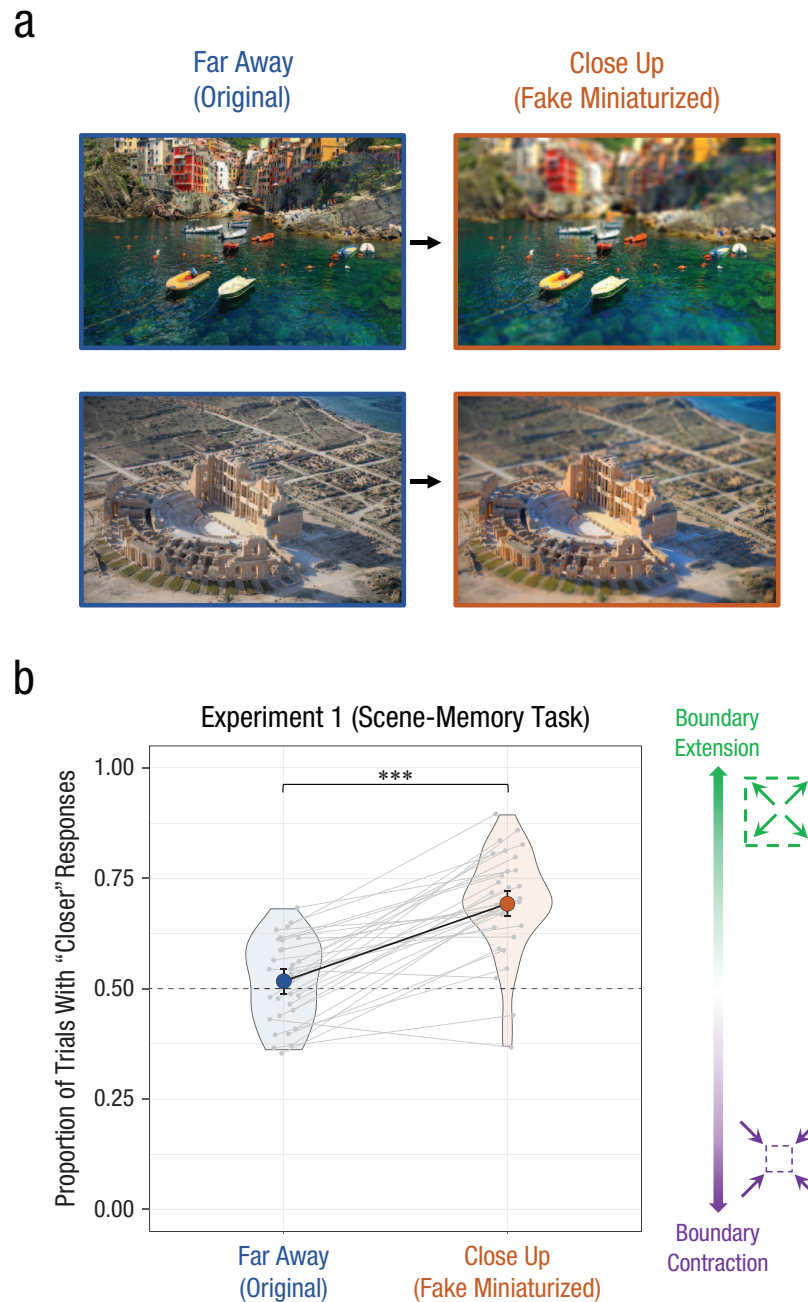 a
Far Away
(Original)
Close Up
(Fake Miniaturized)
b
Experiment 1 (Scene-Memory Task)
Boundary
Extension
Proportion of Trials With “Closer” Responses
1.00
0.75
0.50
0.25
0.00
***
Far Away
(Original)
Close Up
(Fake Miniaturized)
Boundary
Contraction